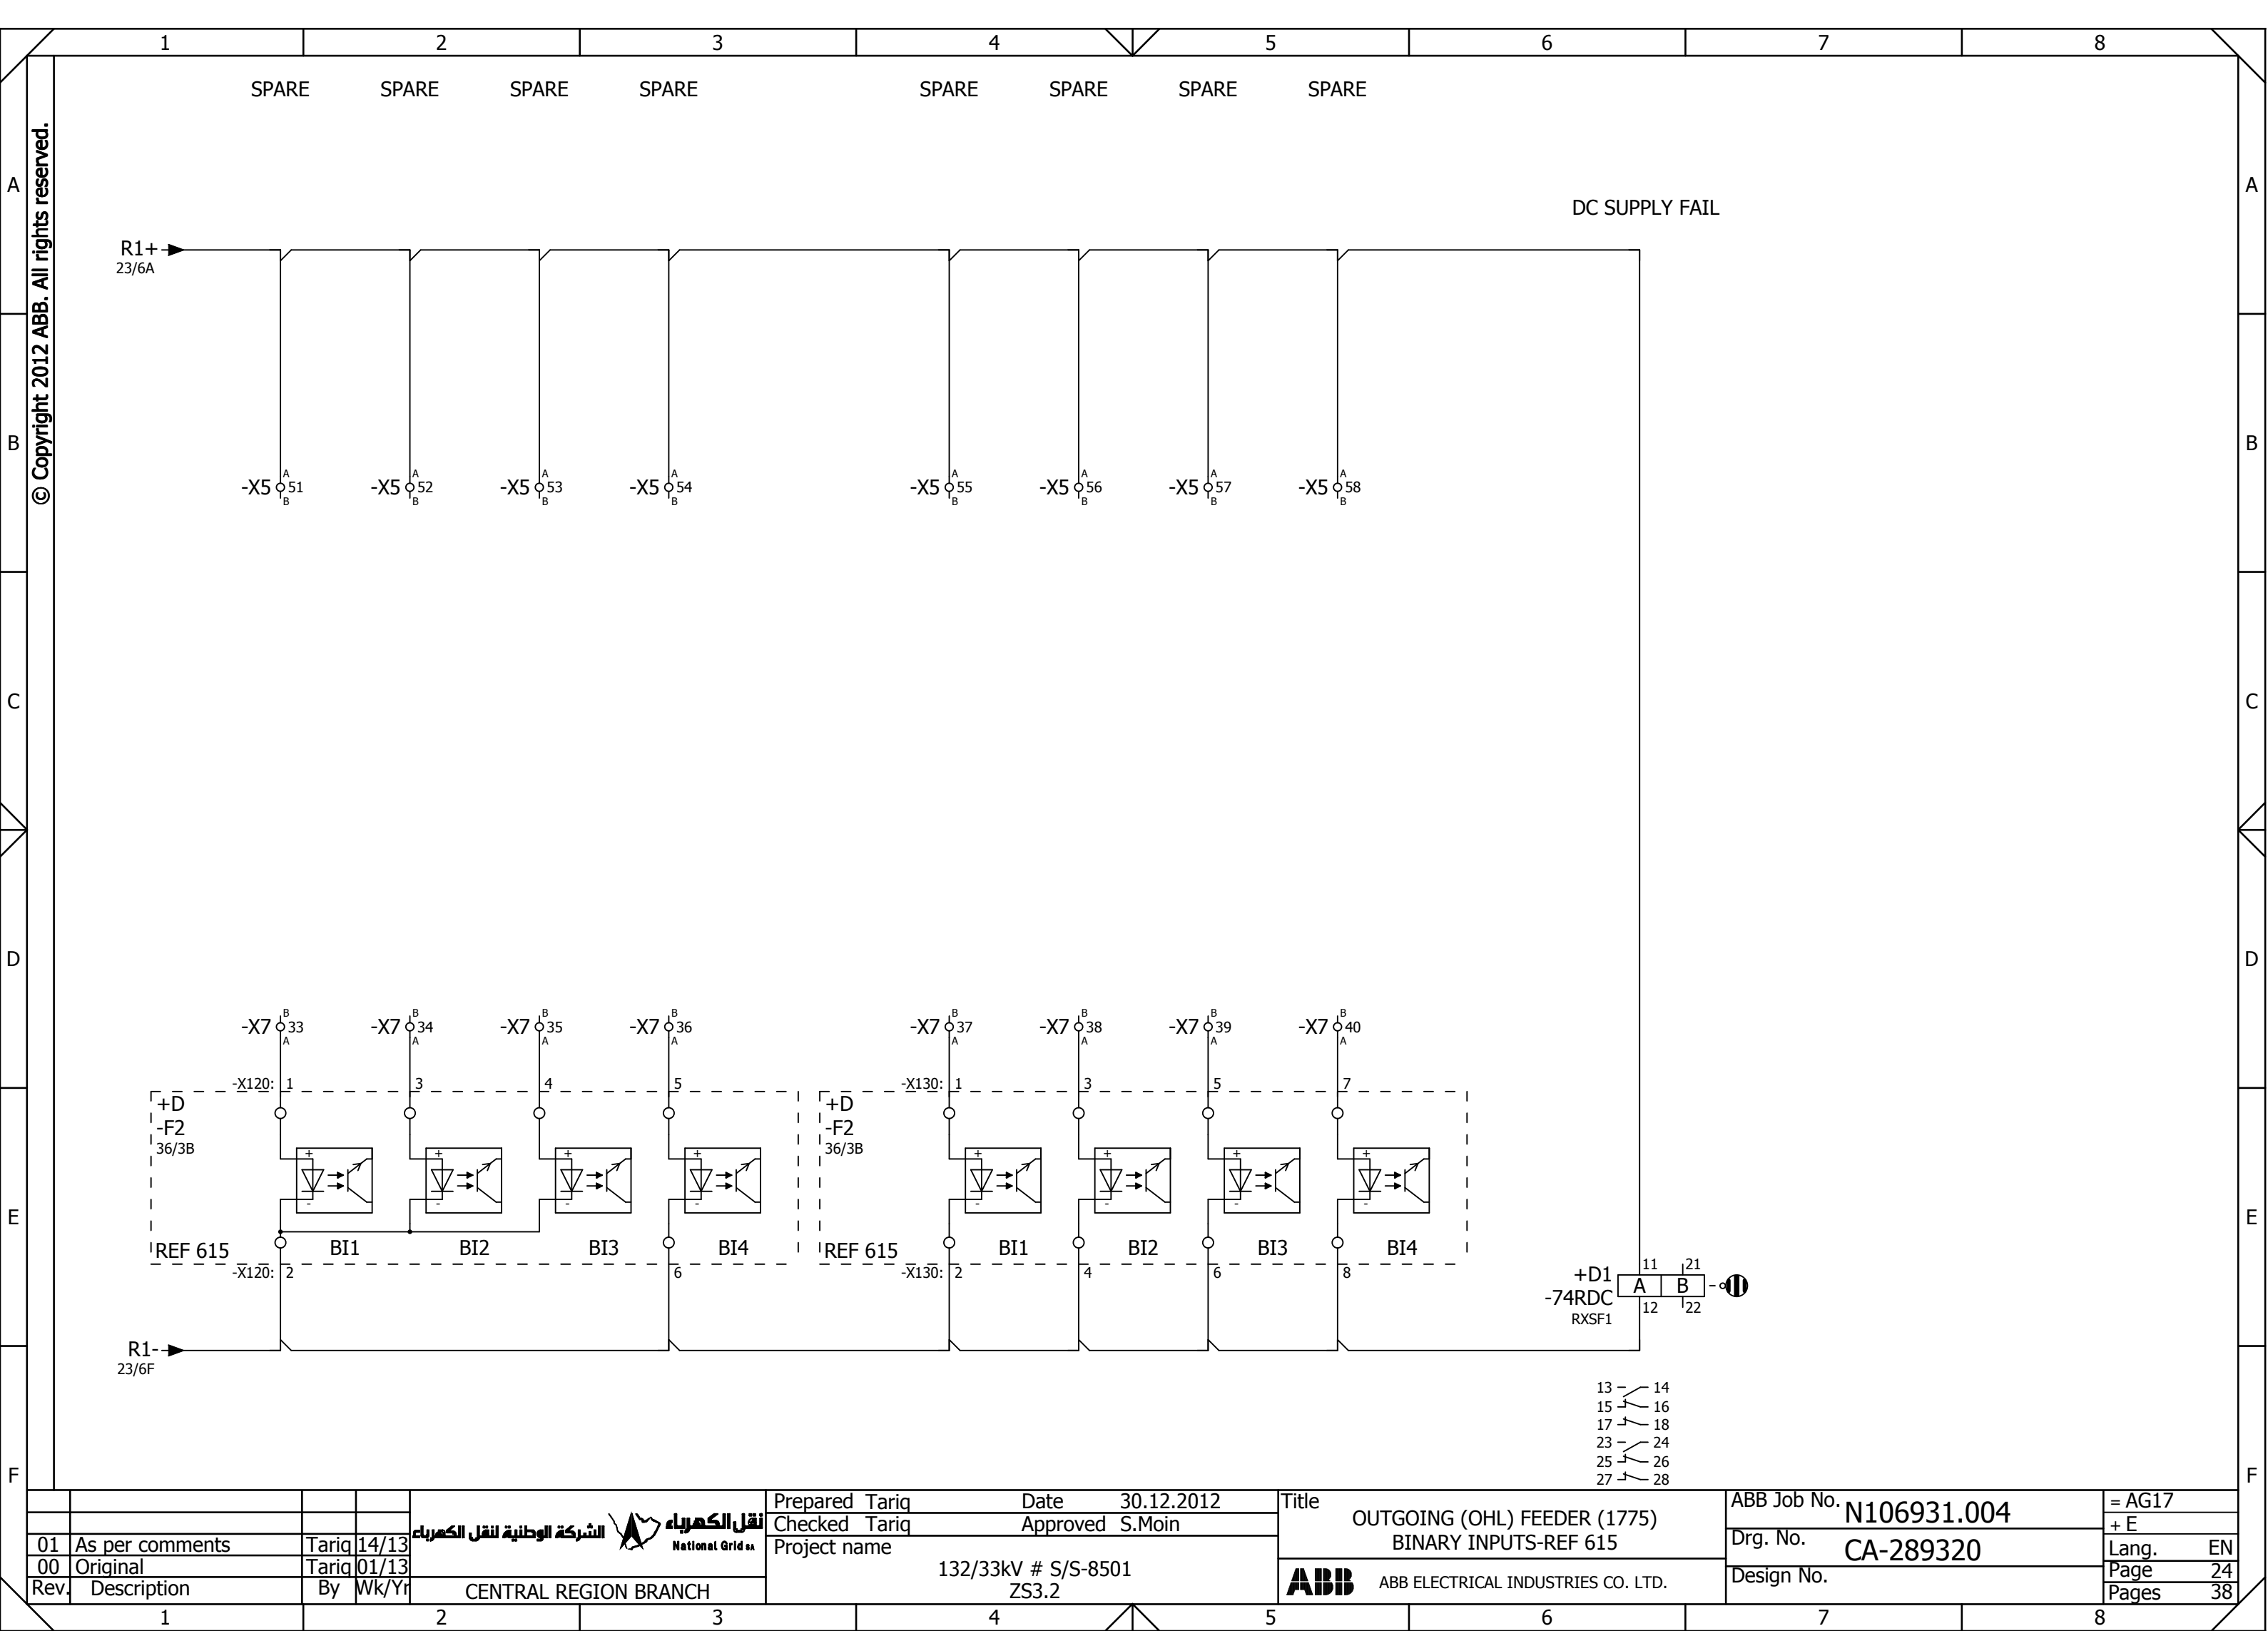 1 2 3 4 5 6 7 8
SPARE SPARE SPARE SPARE SPARE SPARE SPARE SPARE
© Copyright 2012 ABB. All rights reserved.
A A
DC SUPPLY FAIL
R1+
23/6A
B B
A A A A A A A A
-X5 51 -X5 52 -X5 53 -X5 54 -X5 55 -X5 56 -X5 57 -X5 58
B B B B B B B B
C C
D D
B B B B B B B B
-X7 33 -X7 34 -X7 35 -X7 36 -X7 37 -X7 38 -X7 39 -X7 40
A A A A A A A A
-X120: 1 3 4 5 -X130: 1 3 5 7
+D +D
-F2 -F2
36/3B 36/3B
+ + + + + + + +
- - - - - - - -
E E
REF 615 BI1 BI2 BI3 BI4 REF 615 BI1 BI2 BI3 BI4
-X120: 2 6 -X130: 2 4 6 8
11 21
+D1 A B -
-74RDC 12 22
RXSF1
R1-
23/6F
13 14
15 16
17 18
23 24
25 26
27 28
F F
01 As per comments Tariq 14/13
00 Original Tariq 01/13
Rev. Description By Wk/Yr
الشركة الوطنية لنقل الكهرباء
نقل الكهرباء
National Grid SA
CENTRAL REGION BRANCH
Prepared Tariq Date 30.12.2012
Checked Tariq Approved S.Moin
Project name
132/33kV # S/S-8501
ZS3.2
Title
OUTGOING (OHL) FEEDER (1775)
BINARY INPUTS-REF 615
ABB ABB ELECTRICAL INDUSTRIES CO. LTD.
ABB Job No. N106931.004
Drg. No. CA-289320
Design No.
= AG17
+ E
Lang. EN
Page 24
Pages 38
1 2 3 4 5 6 7 8